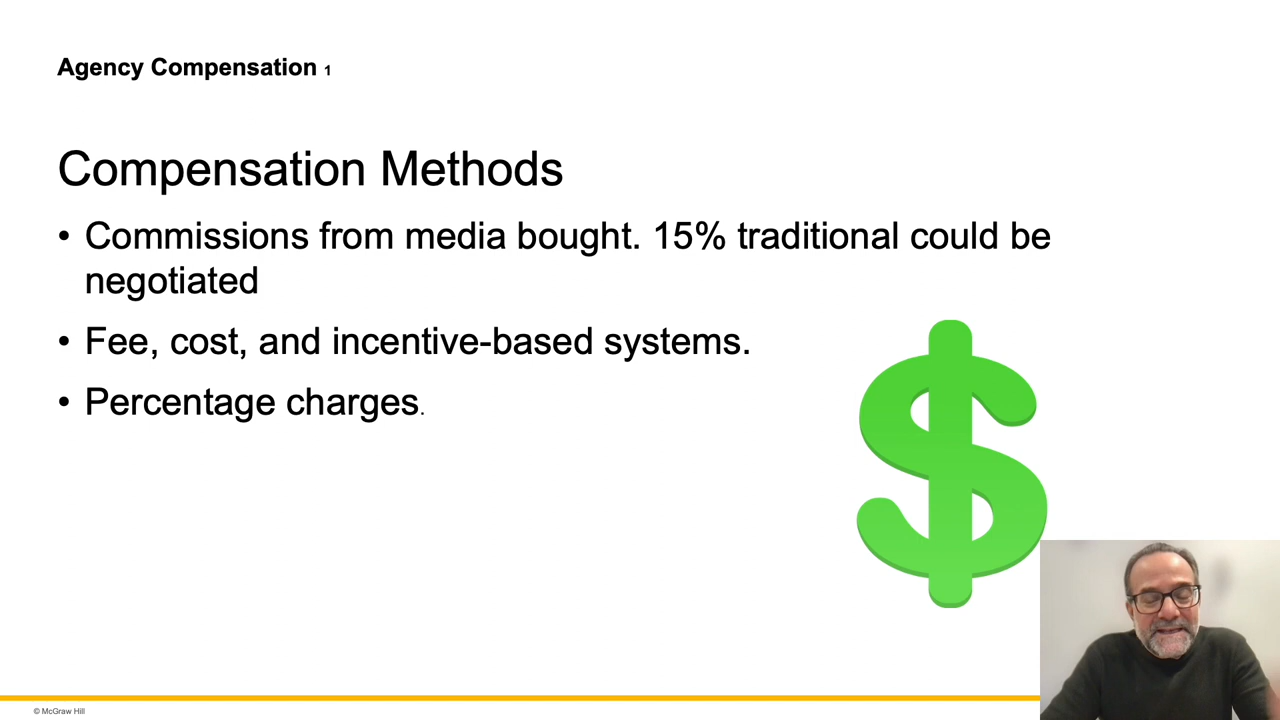 Agency Compensation 1
Compensation Methods
• Commissions from media bought. 15% traditional could be
negotiated
• Fee, cost, and incentive-based systems.
• Percentage charges.
$
© McGraw Hill